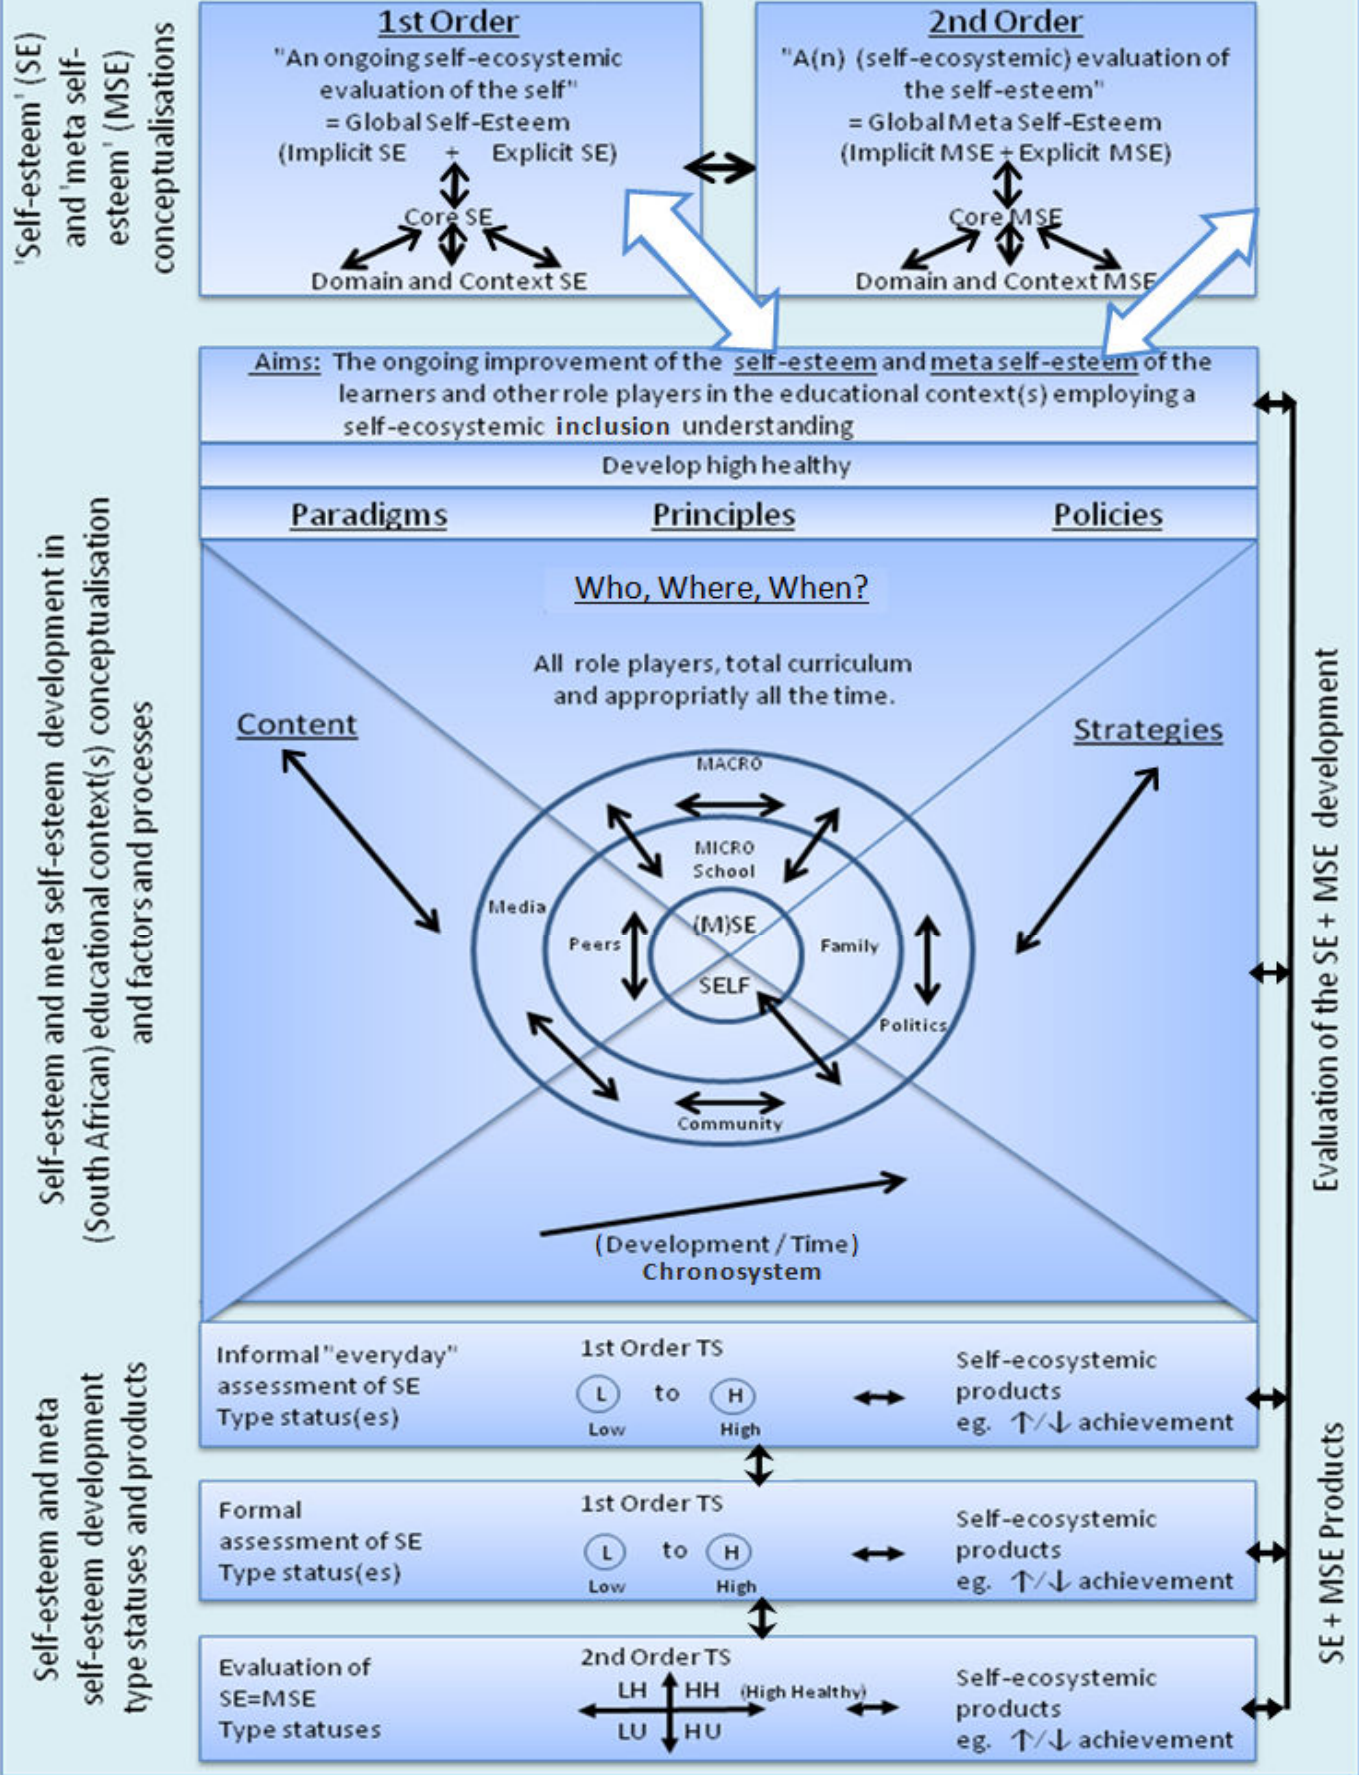 'Self-esteem' (SE)
and 'meta self-
esteem' (MSE)
conceptualisations
1st Order
"An ongoing self-ecosystemic
evaluation of the self"
= Global Self-Esteem
(Implicit SE + Explicit SE)
Core SE
Domain and Context SE
2nd Order
"A(n) (self-ecosystemic) evaluation of
the self-esteem"
= Global Meta Self-Esteem
(Implicit MSE + Explicit MSE)
Core MSE
Domain and Context MSE
Self-esteem and meta self-esteem development in
(South African) educational context(s) conceptualisation
and factors and processes
Aims: The ongoing improvement of the self-esteem and meta self-esteem of the
learners and other role players in the educational context(s) employing a
self-ecosystemic inclusion understanding
Develop high healthy
Paradigms Principles Policies
Who, Where, When?
All role players, total curriculum
and appropriatly all the time.
Content
Strategies
MACRO
MICRO
School
Media
(M)SE
Peers
Family
SELF
Politics
Community
(Development / Time)
Chronosystem
Evaluation of the SE + MSE development
Self-esteem and meta
self-esteem development
type statuses and products
Informal "everyday"
assessment of SE
Type status(es)
1st Order TS
L to H
Low High
Self-ecosystemic
products
eg. ↑/↓ achievement
Formal
assessment of SE
Type status(es)
1st Order TS
L to H
Low High
Self-ecosystemic
products
eg. ↑/↓ achievement
Evaluation of
SE=MSE
Type statuses
2nd Order TS
LH HH (High Healthy)
LU HU
Self-ecosystemic
products
eg. ↑/↓ achievement
SE + MSE Products